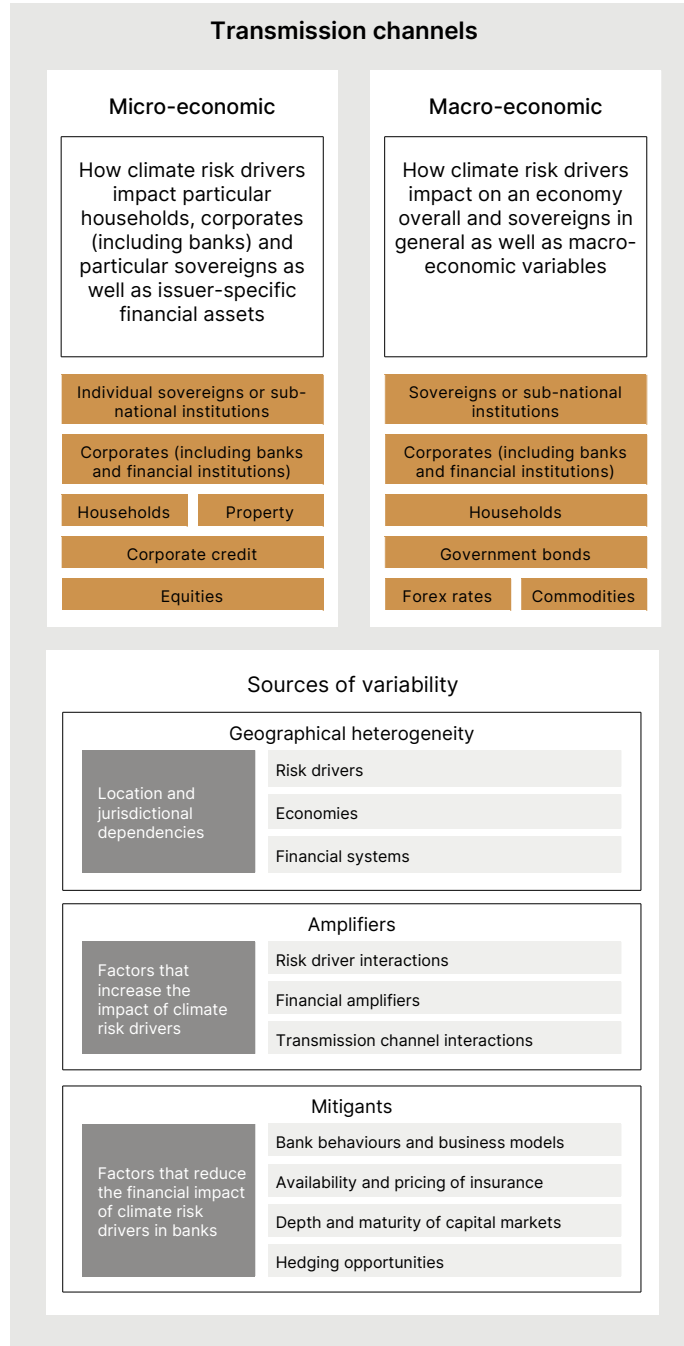 Transmission channels
Micro-economic
How climate risk drivers
impact particular
households, corporates
(including banks) and
particular sovereigns as
well as issuer-specific
financial assets
Individual sovereigns or sub-
national institutions
Corporates (including banks
and financial institutions)
Households
Property
Corporate credit
Equities
Macro-economic
How climate risk drivers
impact on an economy
overall and sovereigns in
general as well as macro-
economic variables
Sovereigns or sub-national
institutions
Corporates (including banks
and financial institutions)
Households
Government bonds
Forex rates
Commodities
Sources of variability
Geographical heterogeneity
Location and
jurisdictional
dependencies
Risk drivers
Economies
Financial systems
Amplifiers
Factors that
increase the
impact of climate
risk drivers
Risk driver interactions
Financial amplifiers
Transmission channel interactions
Mitigants
Factors that reduce
the financial impact
of climate risk
drivers in banks
Bank behaviours and business models
Availability and pricing of insurance
Depth and maturity of capital markets
Hedging opportunities